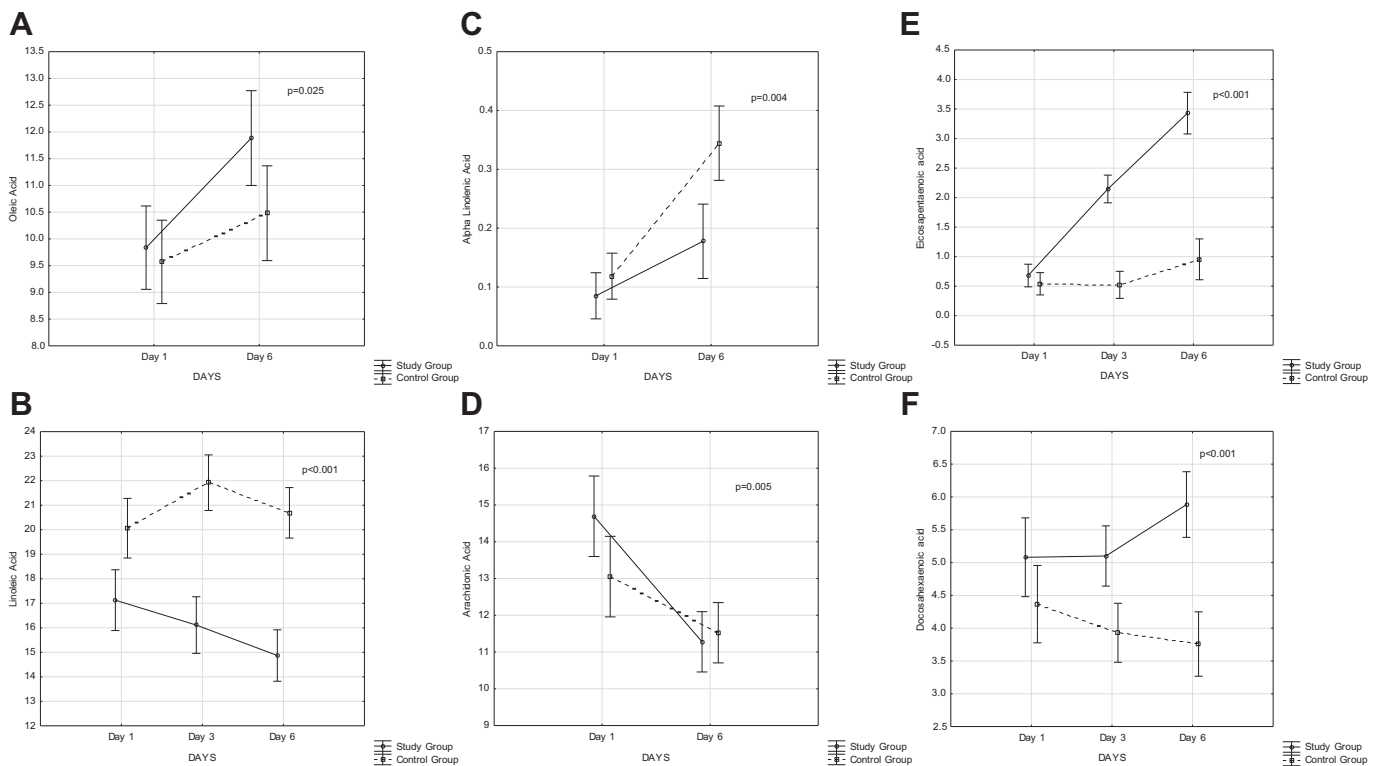 A
13.5
13.0
12.5
12.0
11.5
11.0
10.5
10.0
9.5
9.0
8.5
8.0
Oleic Acid
p=0.025
Day 1 Day 6
DAYS
Study Group
Control Group
C
0.5
0.4
0.3
0.2
0.1
0.0
Alpha Linolenic Acid
p=0.004
Day 1 Day 6
DAYS
Study Group
Control Group
E
4.5
4.0
3.5
3.0
2.5
2.0
1.5
1.0
0.5
0.0
-0.5
Eicosapentaenoic acid
p<0.001
Day 1 Day 3 Day 6
DAYS
Study Group
Control Group
B
24
23
22
21
20
19
18
17
16
15
14
13
12
Linoleic Acid
p<0.001
Day 1 Day 3 Day 6
DAYS
Study Group
Control Group
D
17
16
15
14
13
12
11
10
9
Arachidonic Acid
p=0.005
Day 1 Day 6
DAYS
Study Group
Control Group
F
7.0
6.5
6.0
5.5
5.0
4.5
4.0
3.5
3.0
2.5
Docosahexaenoic acid
p<0.001
Day 1 Day 3 Day 6
DAYS
Study Group
Control Group